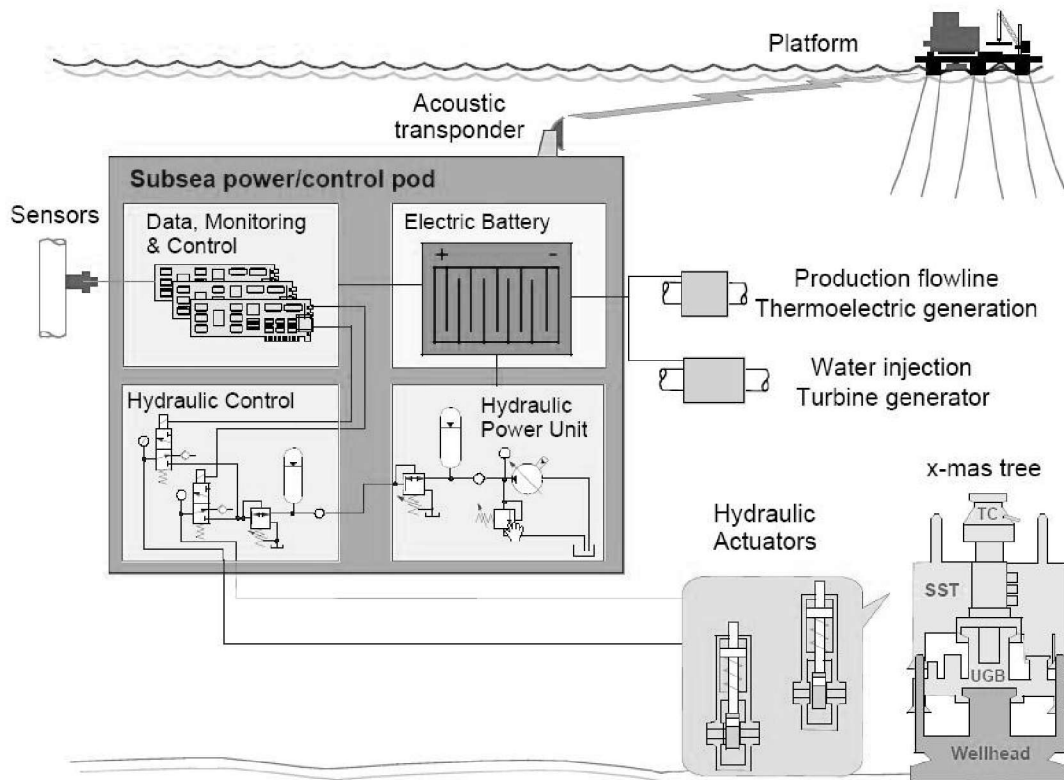 Platform
Acoustic
transponder
Subsea power/control pod
Sensors
Data, Monitoring
& Control
Electric Battery
+ -
Production flowline
Thermoelectric generation
Water injection
Turbine generator
Hydraulic Control
Hydraulic
Power Unit
x-mas tree
TC
Hydraulic
Actuators
SST
UGB
Wellhead